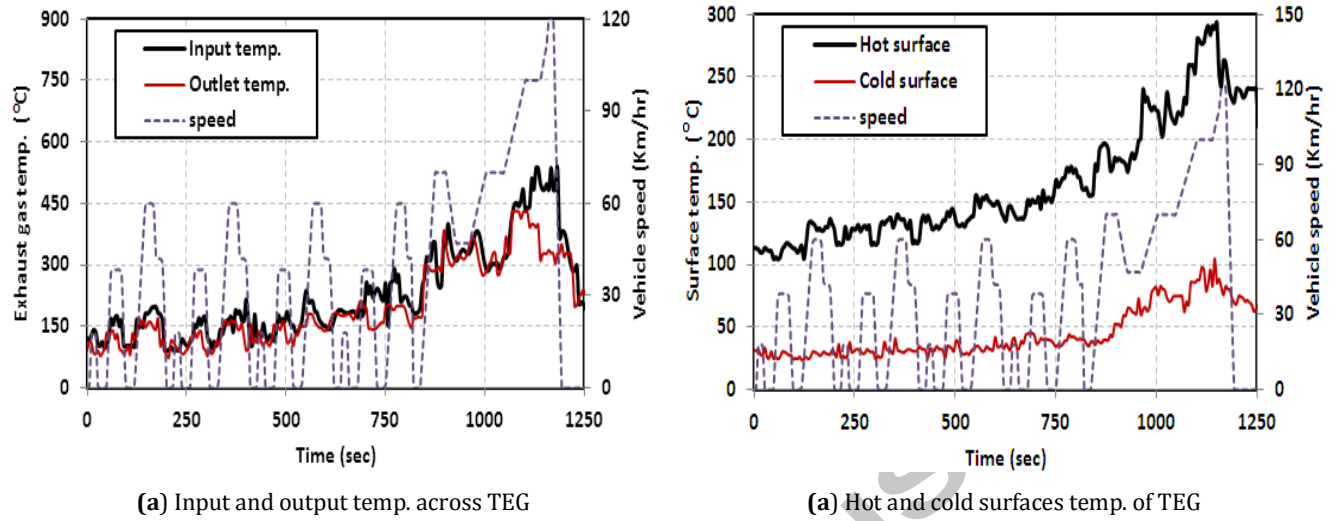 900
750
600
450
300
150
0
Exhaust gas temp. (°C)
Input temp.
Outlet temp.
speed
120
90
60
30
0
Vehicle speed (Km/hr)
0 250 500 750 1000 1250
Time (sec)
(a) Input and output temp. across TEG
300
250
200
150
100
50
0
Surface temp. (°C)
Hot surface
Cold surface
speed
150
120
90
60
30
0
Vehicle speed (Km/hr)
0 250 500 750 1000 1250
Time (sec)
(a) Hot and cold surfaces temp. of TEG